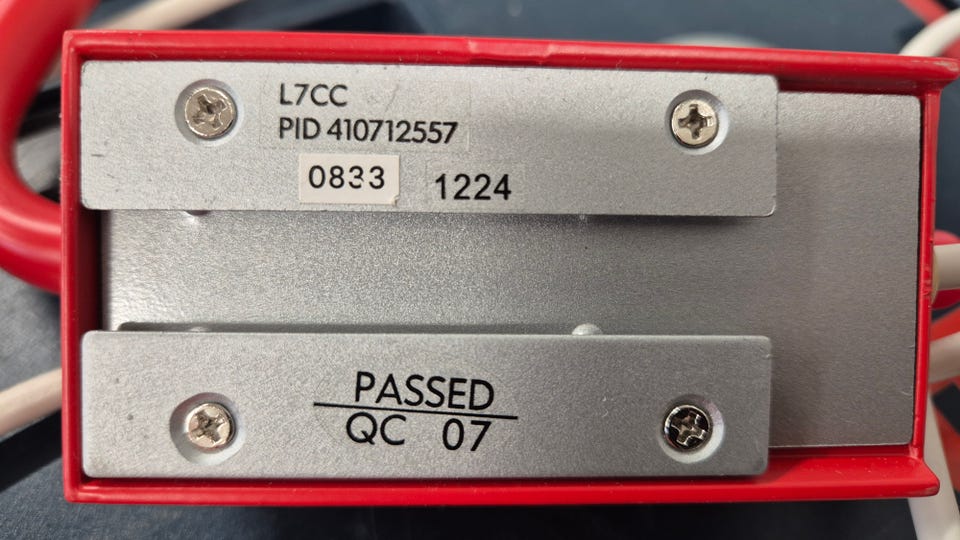 L7CC
PID 410712557
0833 1224
PASSED
QC 07